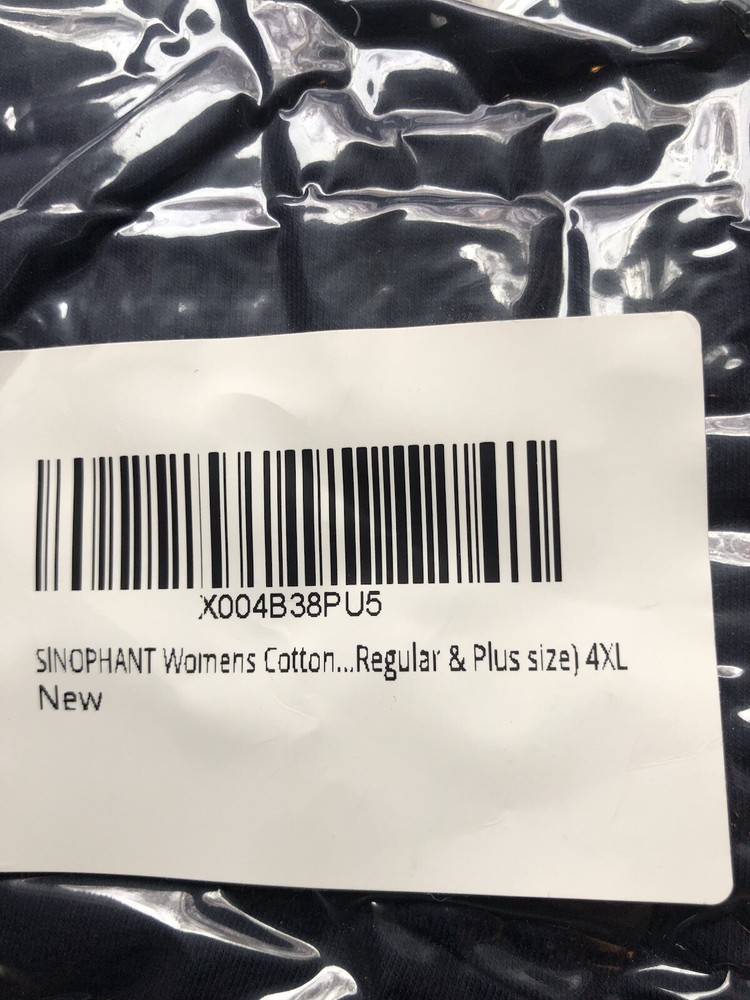 X004B38PU5
SINOPHANT Womens Cotton...Regular & Plus size) 4XL
New